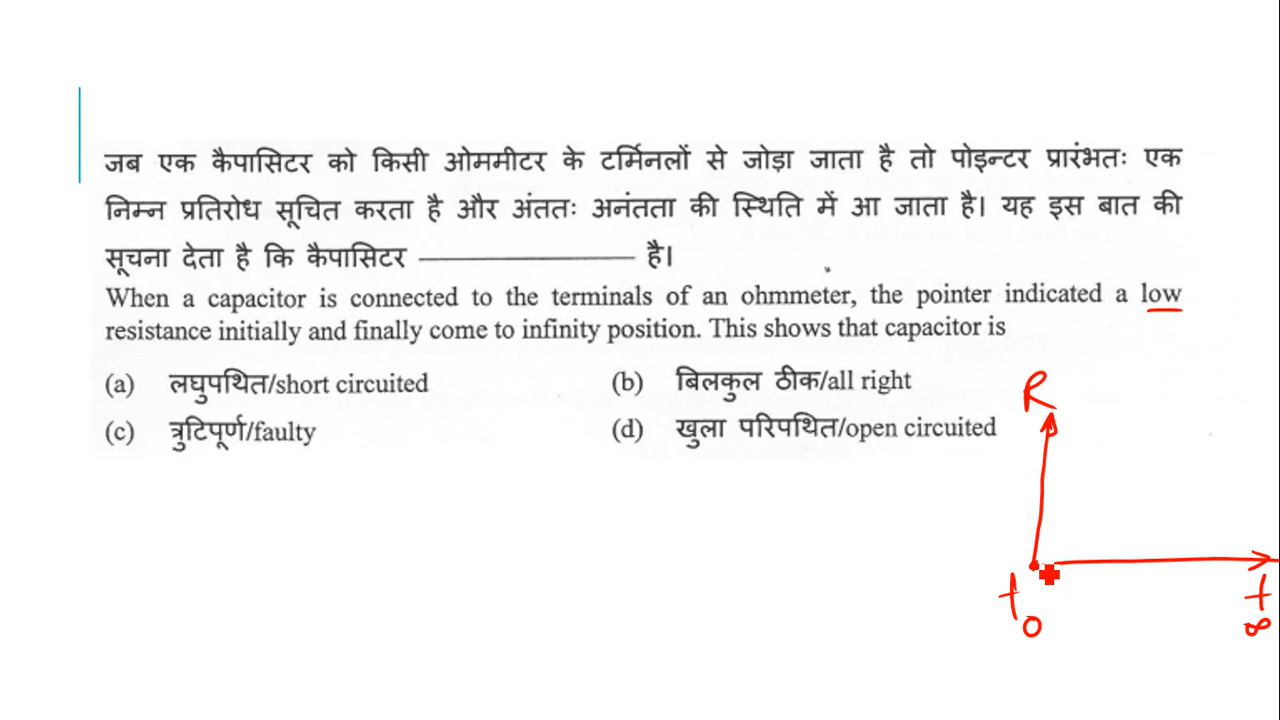 जब एक कैपासिटर को किसी ओममीटर के टर्मिनलों से जोड़ा जाता है तो पोइन्टर प्रारंभतः एक
निम्न प्रतिरोध सूचित करता है और अंततः अनंतता की स्थिति में आ जाता है। यह इस बात की
सूचना देता है कि कैपासिटर ____________ है।
When a capacitor is connected to the terminals of an ohmmeter, the pointer indicated a low
resistance initially and finally come to infinity position. This shows that capacitor is
(a) लघुपथित/short circuited (b) बिलकुल ठीक/all right
(c) त्रुटिपूर्ण/faulty (d) खुला परिपथित/open circuited
R
t t
0 ∞